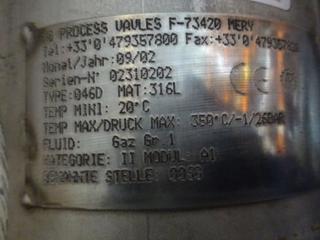 PROCESS VAVLES F-73420 MERY
Tel:+33'0'479357800 Fax:+33'0'
Monat/Jahr:09/02
Serien-N° 02310202
TYPE:046D MAT:316L
TEMP MINI: 20°C
TEMP MAX/DRUCK MAX: 350°C/-1/26BAR
FLUID: Gaz Gr 1
KATEGORIE: II MODUL: A1
BENANNTE STELLE:
CE